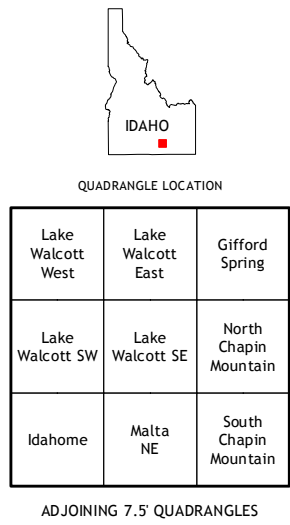 IDAHO
QUADRANGLE LOCATION
Lake
Walcott
West
Lake
Walcott
East
Gifford
Spring
Lake
Walcott SW
Lake
Walcott SE
North
Chapin
Mountain
Idahome
Malta
NE
South
Chapin
Mountain
ADJOINING 7.5' QUADRANGLES